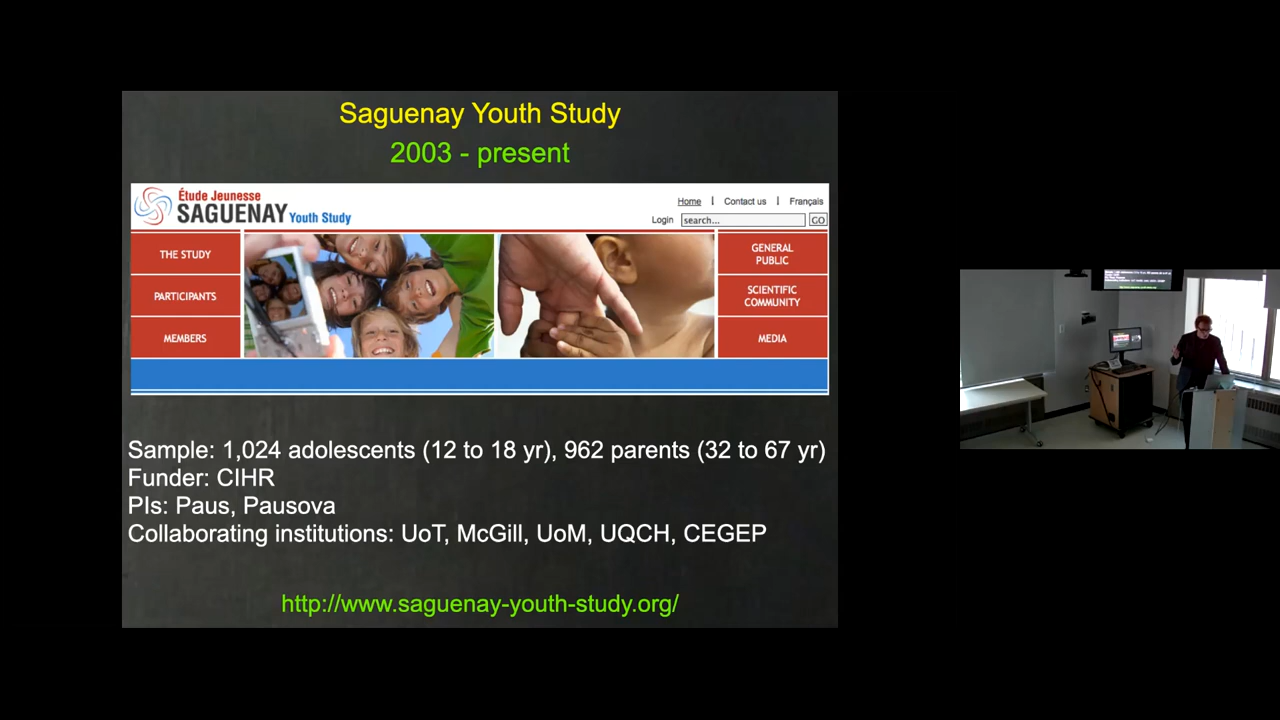 Saguenay Youth Study
2003 - present
Étude Jeunesse
SAGUENAY Youth Study
Home | Contact us | Français
Login search... GO
THE STUDY
PARTICIPANTS
MEMBERS
GENERAL
PUBLIC
SCIENTIFIC
COMMUNITY
MEDIA
Sample: 1,024 adolescents (12 to 18 yr), 962 parents (32 to 67 yr)
Funder: CIHR
PIs: Paus, Pausova
Collaborating institutions: UoT, McGill, UoM, UQCH, CEGEP
http://www.saguenay-youth-study.org/